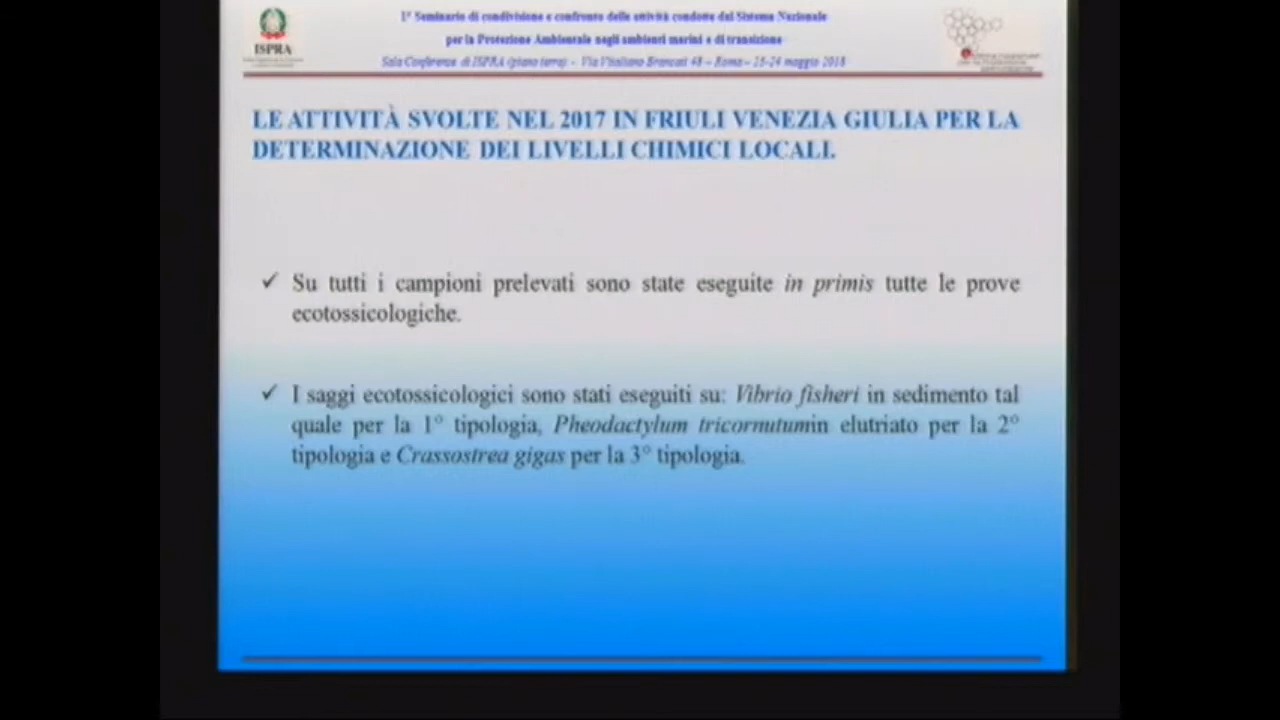 1° Seminario di condivisione e confronto delle attività condotte dal Sistema Nazionale
per la Protezione Ambientale negli ambienti marini e di transizione
Sala Conferenze di ISPRA (piano terra) - Via Vitaliano Brancati 48 – Roma – 23-24 maggio 2018
ISPRA
LE ATTIVITÀ SVOLTE NEL 2017 IN FRIULI VENEZIA GIULIA PER LA
DETERMINAZIONE DEI LIVELLI CHIMICI LOCALI.
✓ Su tutti i campioni prelevati sono state eseguite in primis tutte le prove
ecotossicologiche.
✓ I saggi ecotossicologici sono stati eseguiti su: Vibrio fisheri in sedimento tal
quale per la 1° tipologia, Pheodactylum tricornutumin elutriato per la 2°
tipologia e Crassostrea gigas per la 3° tipologia.